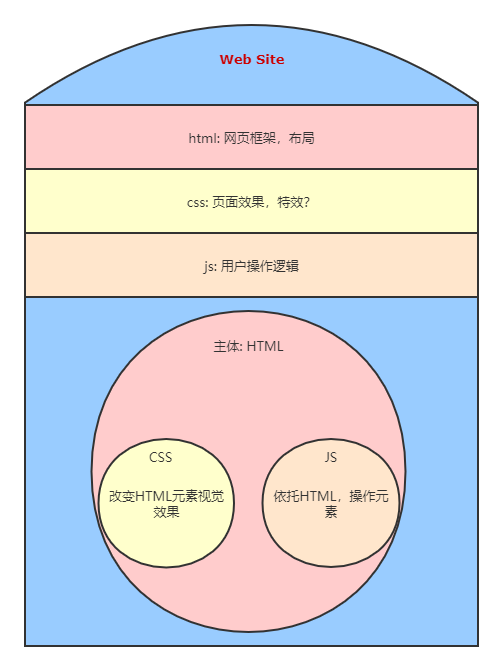 Web Site
html: 网页框架，布局
css: 页面效果，特效？
js: 用户操作逻辑
主体: HTML
CSS
改变HTML元素视觉
效果
JS
依托HTML，操作元
素